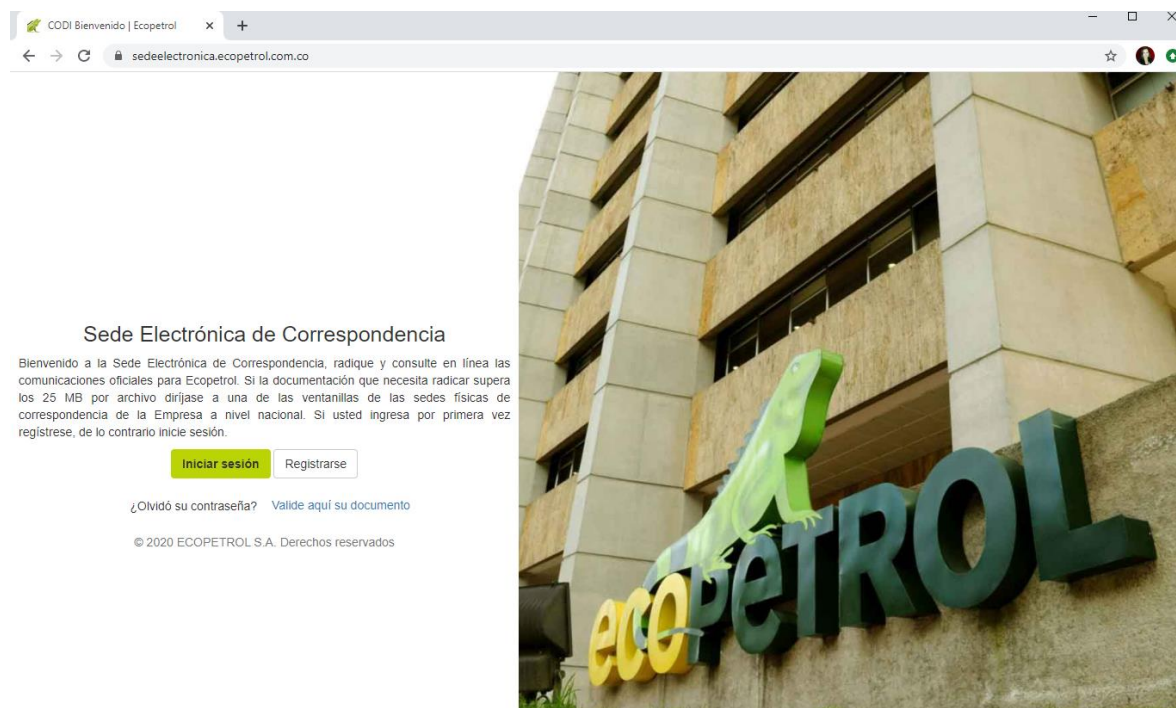 CODI Bienvenido | Ecopetrol
sedeelectronica.ecopetrol.com.co
Sede Electrónica de Correspondencia
Bienvenido a la Sede Electrónica de Correspondencia, radique y consulte en línea las
comunicaciones oficiales para Ecopetrol. Si la documentación que necesita radicar supera
los 25 MB por archivo diríjase a una de las ventanillas de las sedes físicas de
correspondencia de la Empresa a nivel nacional. Si usted ingresa por primera vez
regístrese, de lo contrario inicie sesión.
Iniciar sesión Registrarse
¿Olvidó su contraseña? Valide aquí su documento
© 2020 ECOPETROL S.A. Derechos reservados
ecoPeTROL